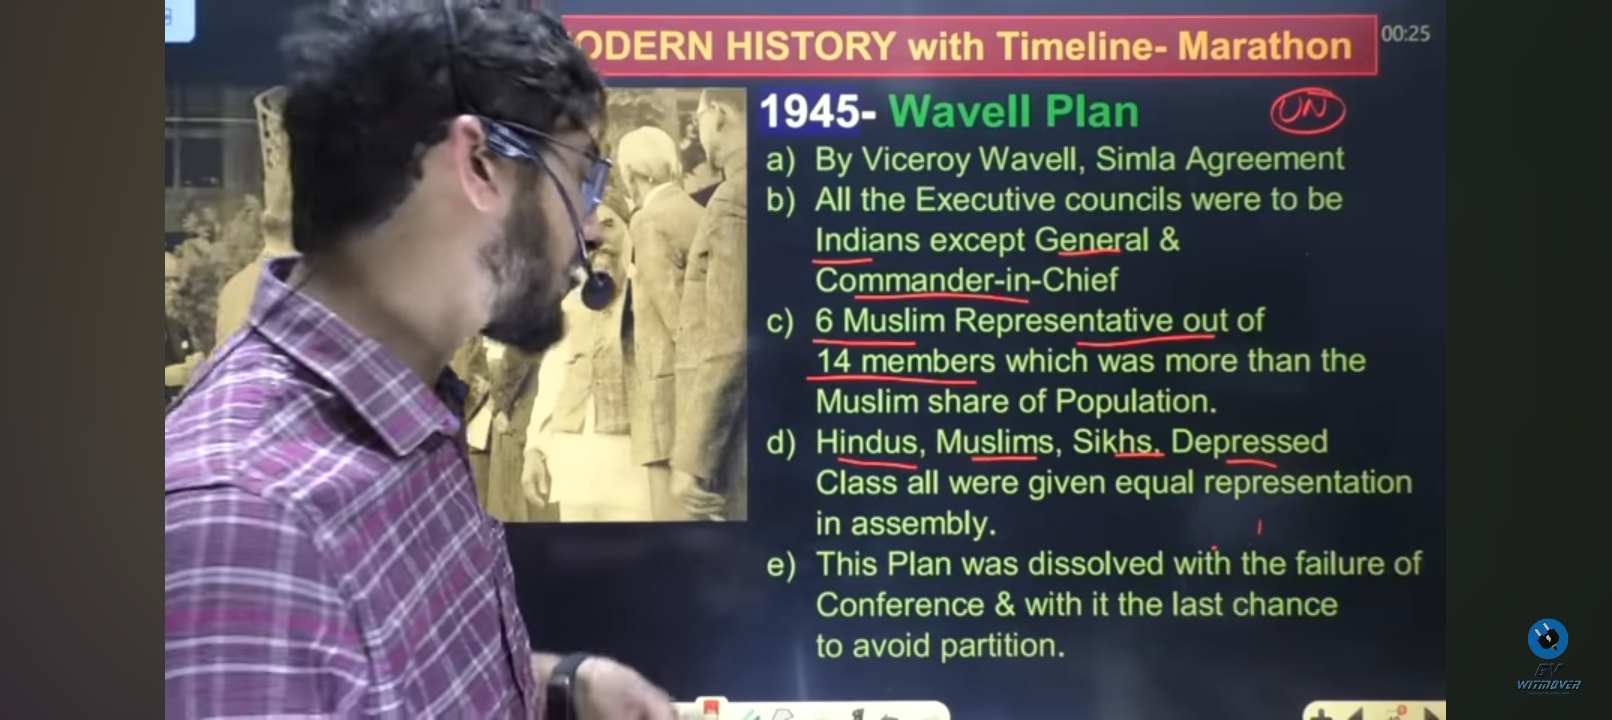 ODERN HISTORY with Timeline- Marathon
00:25
1945- Wavell Plan
UN
a) By Viceroy Wavell, Simla Agreement
b) All the Executive councils were to be
Indians except General &
Commander-in-Chief
c) 6 Muslim Representative out of
14 members which was more than the
Muslim share of Population.
d) Hindus, Muslims, Sikhs, Depressed
Class all were given equal representation
in assembly.
e) This Plan was dissolved with the failure of
Conference & with it the last chance
to avoid partition.
GK
WITMOVER